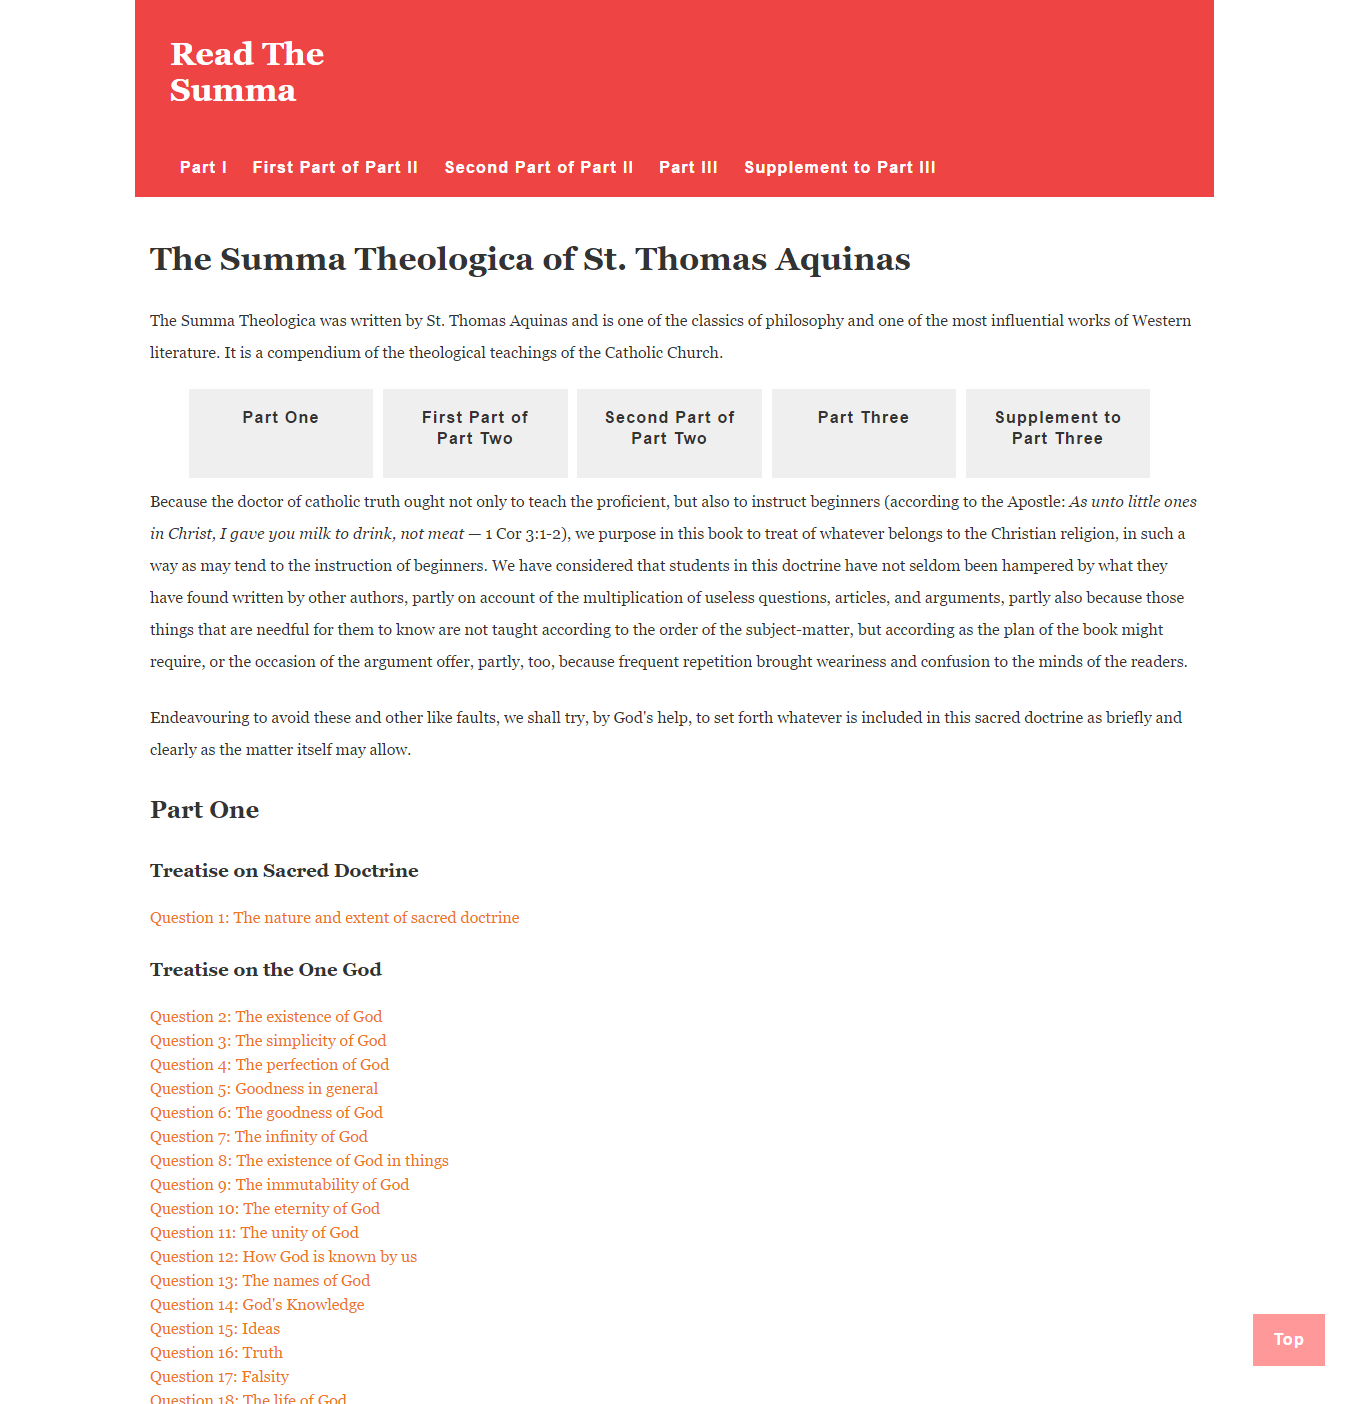 Read The
Summa
Part I First Part of Part II Second Part of Part II Part III Supplement to Part III
The Summa Theologica of St. Thomas Aquinas
The Summa Theologica was written by St. Thomas Aquinas and is one of the classics of philosophy and one of the most influential works of Western
literature. It is a compendium of the theological teachings of the Catholic Church.
Part One
First Part of
Part Two
Second Part of
Part Two
Part Three
Supplement to
Part Three
Because the doctor of catholic truth ought not only to teach the proficient, but also to instruct beginners (according to the Apostle: As unto little ones
in Christ, I gave you milk to drink, not meat — 1 Cor 3:1-2), we purpose in this book to treat of whatever belongs to the Christian religion, in such a
way as may tend to the instruction of beginners. We have considered that students in this doctrine have not seldom been hampered by what they
have found written by other authors, partly on account of the multiplication of useless questions, articles, and arguments, partly also because those
things that are needful for them to know are not taught according to the order of the subject-matter, but according as the plan of the book might
require, or the occasion of the argument offer, partly, too, because frequent repetition brought weariness and confusion to the minds of the readers.
Endeavouring to avoid these and other like faults, we shall try, by God's help, to set forth whatever is included in this sacred doctrine as briefly and
clearly as the matter itself may allow.
Part One
Treatise on Sacred Doctrine
Question 1: The nature and extent of sacred doctrine
Treatise on the One God
Question 2: The existence of God
Question 3: The simplicity of God
Question 4: The perfection of God
Question 5: Goodness in general
Question 6: The goodness of God
Question 7: The infinity of God
Question 8: The existence of God in things
Question 9: The immutability of God
Question 10: The eternity of God
Question 11: The unity of God
Question 12: How God is known by us
Question 13: The names of God
Question 14: God's Knowledge
Question 15: Ideas
Question 16: Truth
Question 17: Falsity
Question 18: The life of God
Top